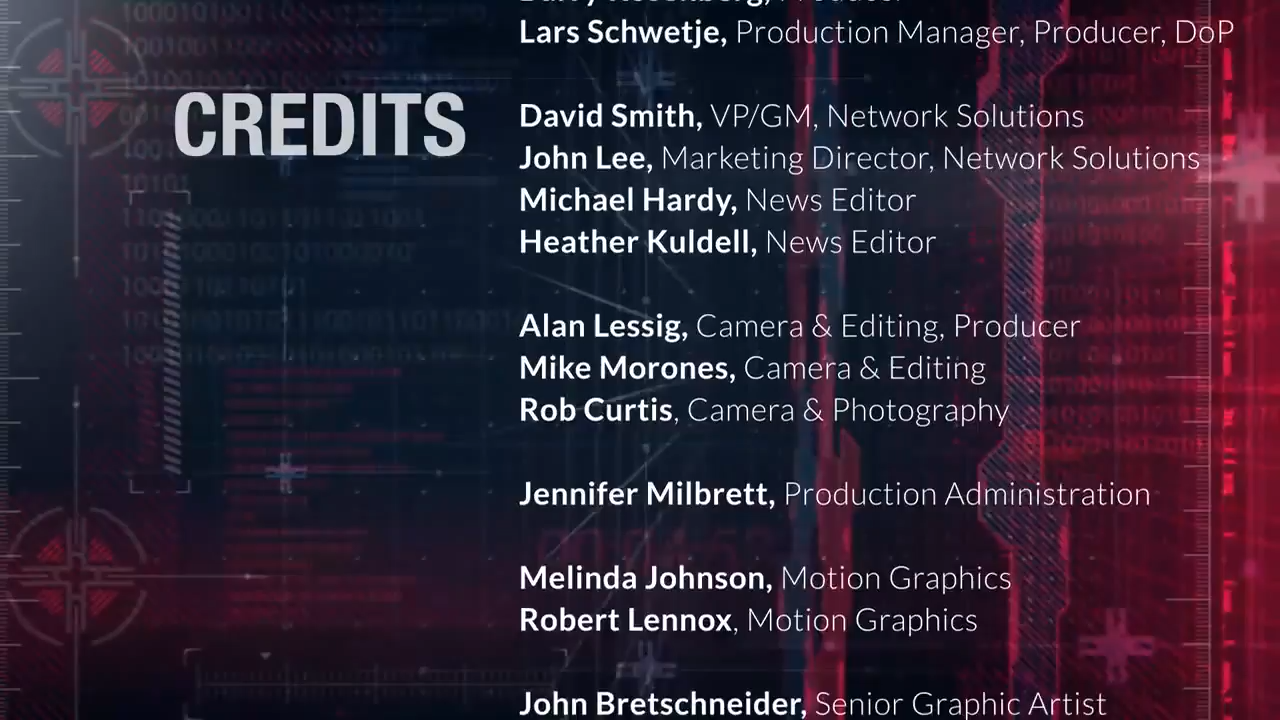 Lars Schwetje, Production Manager, Producer, DoP
CREDITS
David Smith, VP/GM, Network Solutions
John Lee, Marketing Director, Network Solutions
Michael Hardy, News Editor
Heather Kuldell, News Editor
Alan Lessig, Camera & Editing, Producer
Mike Morones, Camera & Editing
Rob Curtis, Camera & Photography
Jennifer Milbrett, Production Administration
Melinda Johnson, Motion Graphics
Robert Lennox, Motion Graphics
John Bretschneider, Senior Graphic Artist